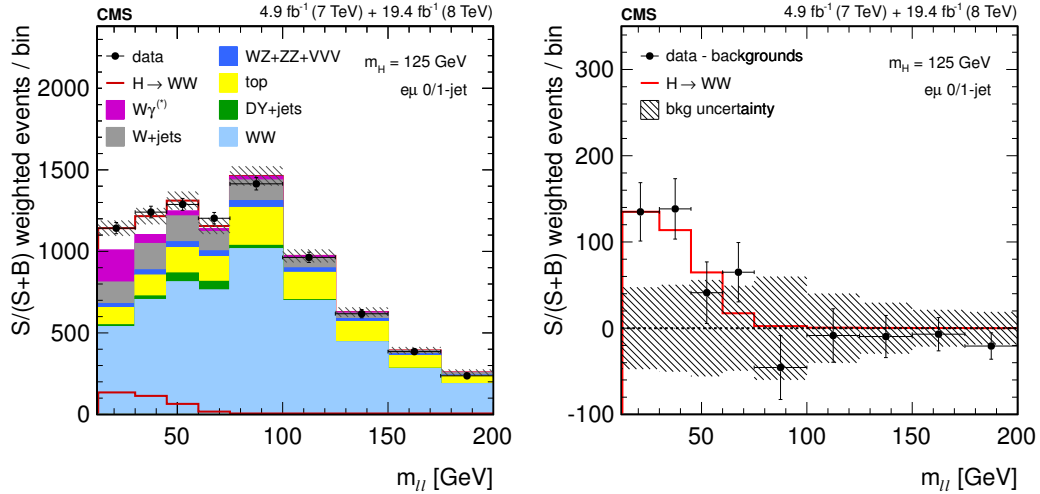 CMS 4.9 fb⁻¹ (7 TeV) + 19.4 fb⁻¹ (8 TeV)
S/(S+B) weighted events / bin
2000
1500
1000
500
0
data
H → WW
Wγ(*)
W+jets
WZ+ZZ+VVV
top
DY+jets
WW
m_H = 125 GeV
eμ 0/1-jet
50 100 150 200
m_ll [GeV]
CMS 4.9 fb⁻¹ (7 TeV) + 19.4 fb⁻¹ (8 TeV)
S/(S+B) weighted events / bin
300
200
100
0
-100
data - backgrounds
H → WW
bkg uncertainty
m_H = 125 GeV
eμ 0/1-jet
50 100 150 200
m_ll [GeV]